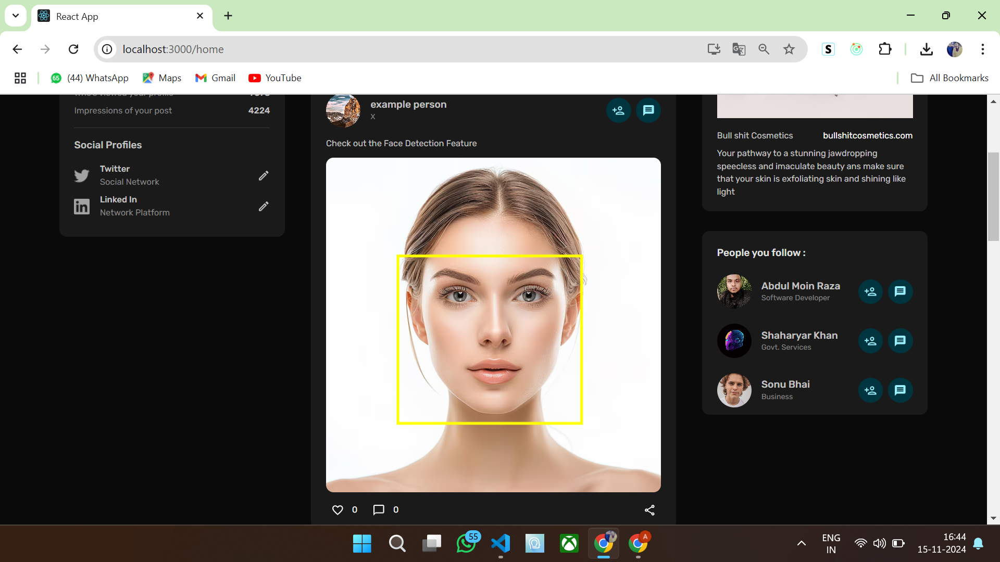 React App
localhost:3000/home
(44) WhatsApp
Maps
Gmail
YouTube
All Bookmarks
Impressions of your post 4224
Social Profiles
Twitter
Social Network
Linked In
Network Platform
example person
X
Check out the Face Detection Feature
0 0
Bull shit Cosmetics bullshitcosmetics.com
Your pathway to a stunning jawdropping
speecless and imaculate beauty ans make sure
that your skin is exfoliating skin and shining like
light
People you follow :
Abdul Moin Raza
Software Developer
Shaharyar Khan
Govt. Services
Sonu Bhai
Business
55
A
ENG
IN
16:44
15-11-2024